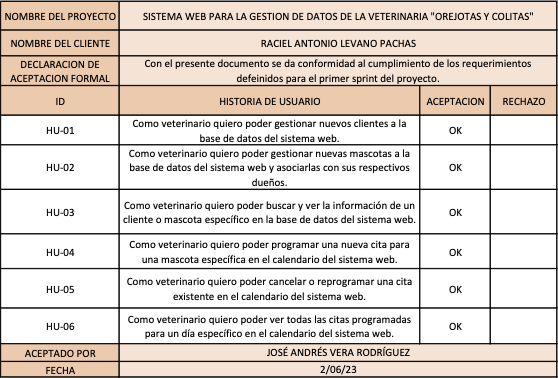 NOMBRE DEL PROYECTO SISTEMA WEB PARA LA GESTION DE DATOS DE LA VETERINARIA "OREJOTAS Y COLITAS"
NOMBRE DEL CLIENTE RACIEL ANTONIO LEVANO PACHAS
DECLARACION DE
ACEPTACION FORMAL
Con el presente documento se da conformidad al cumplimiento de los requerimientos
defeinidos para el primer sprint del proyecto.
ID HISTORIA DE USUARIO ACEPTACION RECHAZO
HU-01
Como veterinario quiero poder gestionar nuevos clientes a la
base de datos del sistema web.
OK
HU-02
Como veterinario quiero poder gestionar nuevas mascotas a la
base de datos del sistema web y asociarlas con sus respectivos
dueños.
OK
HU-03
Como veterinario quiero poder buscar y ver la información de un
cliente o mascota específico en la base de datos del sistema web.
OK
HU-04
Como veterinario quiero poder programar una nueva cita para
una mascota específica en el calendario del sistema web.
OK
HU-05
Como veterinario quiero poder cancelar o reprogramar una cita
existente en el calendario del sistema web.
OK
HU-06
Como veterinario quiero poder ver todas las citas programadas
para un día específico en el calendario del sistema web.
OK
ACEPTADO POR JOSÉ ANDRÉS VERA RODRÍGUEZ
FECHA 2/06/23